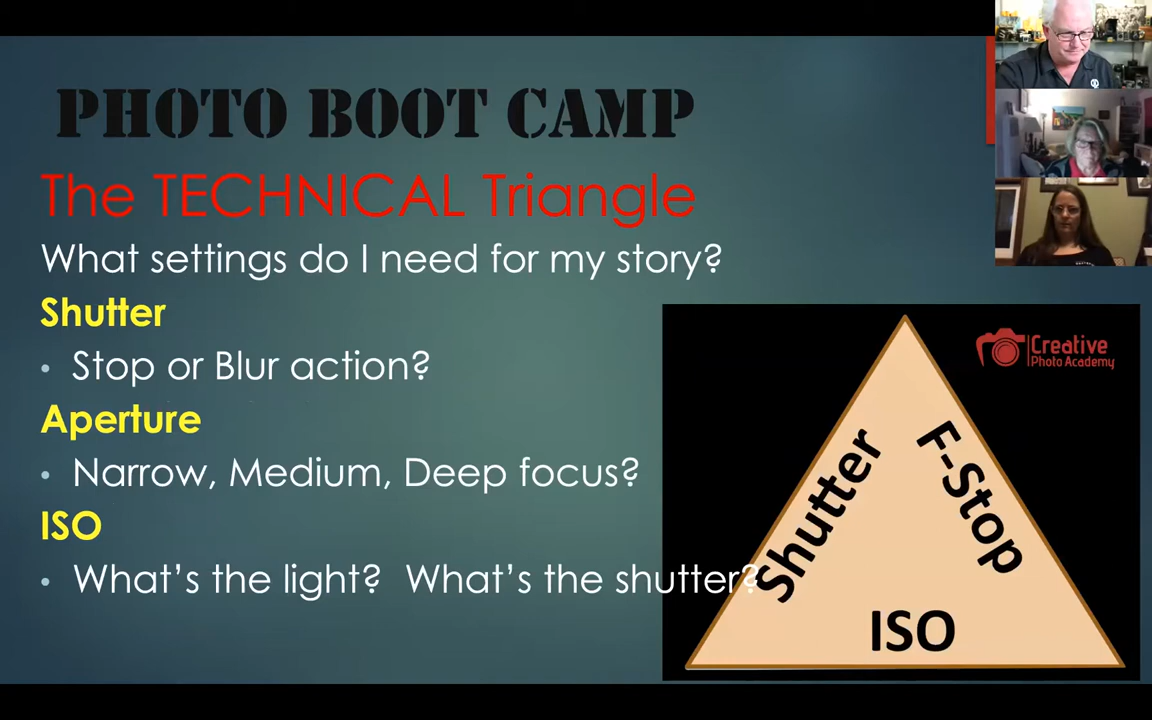 PHOTO BOOT CAMP
The TECHNICAL Triangle
What settings do I need for my story?
Shutter
• Stop or Blur action?
Aperture
• Narrow, Medium, Deep focus?
ISO
• What's the light?  What's the shutter?
Creative
Photo Academy
Shutter
F-Stop
ISO